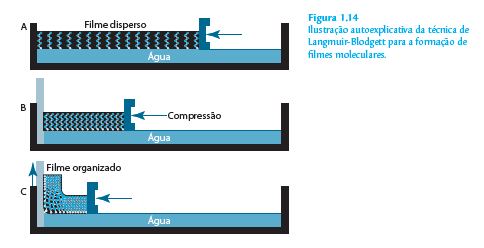 Figura 1.14
Ilustração autoexplicativa da técnica de
Langmuir-Blodgett para a formação de
filmes moleculares.
A
Filme disperso
Água
B
Compressão
Filme organizado
C
Água